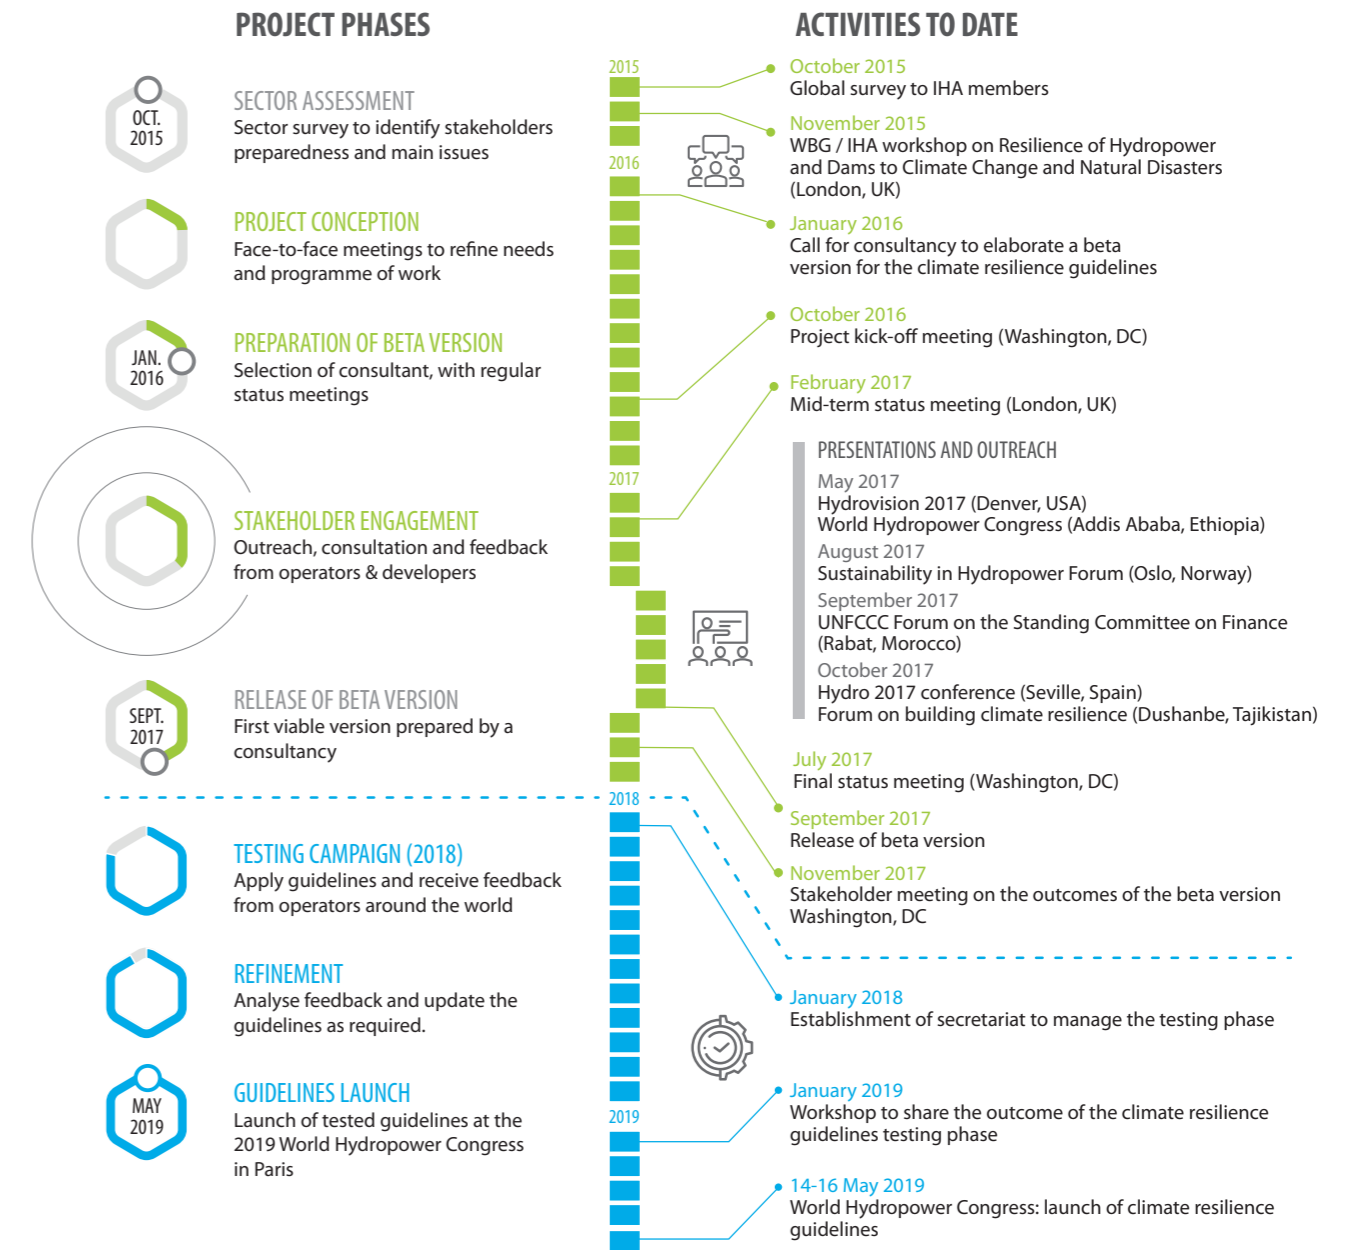 PROJECT PHASES
OCT.
2015
SECTOR ASSESSMENT
Sector survey to identify stakeholders
preparedness and main issues
PROJECT CONCEPTION
Face-to-face meetings to refine needs
and programme of work
JAN.
2016
PREPARATION OF BETA VERSION
Selection of consultant, with regular
status meetings
STAKEHOLDER ENGAGEMENT
Outreach, consultation and feedback
from operators & developers
SEPT.
2017
RELEASE OF BETA VERSION
First viable version prepared by a
consultancy
TESTING CAMPAIGN (2018)
Apply guidelines and receive feedback
from operators around the world
REFINEMENT
Analyse feedback and update the
guidelines as required.
MAY
2019
GUIDELINES LAUNCH
Launch of tested guidelines at the
2019 World Hydropower Congress
in Paris
2015
2016
2017
2018
2019
ACTIVITIES TO DATE
October 2015
Global survey to IHA members
November 2015
WBG / IHA workshop on Resilience of Hydropower
and Dams to Climate Change and Natural Disasters
(London, UK)
January 2016
Call for consultancy to elaborate a beta
version for the climate resilience guidelines
October 2016
Project kick-off meeting (Washington, DC)
February 2017
Mid-term status meeting (London, UK)
PRESENTATIONS AND OUTREACH
May 2017
Hydrovision 2017 (Denver, USA)
World Hydropower Congress (Addis Ababa, Ethiopia)
August 2017
Sustainability in Hydropower Forum (Oslo, Norway)
September 2017
UNFCCC Forum on the Standing Committee on Finance
(Rabat, Morocco)
October 2017
Hydro 2017 conference (Seville, Spain)
Forum on building climate resilience (Dushanbe, Tajikistan)
July 2017
Final status meeting (Washington, DC)
September 2017
Release of beta version
November 2017
Stakeholder meeting on the outcomes of the beta version
Washington, DC
January 2018
Establishment of secretariat to manage the testing phase
January 2019
Workshop to share the outcome of the climate resilience
guidelines testing phase
14-16 May 2019
World Hydropower Congress: launch of climate resilience
guidelines